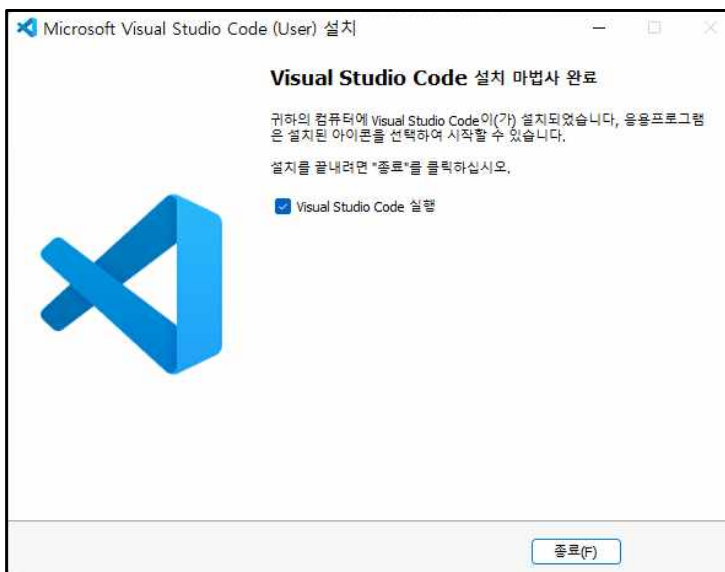 Microsoft Visual Studio Code (User) 설치
Visual Studio Code 설치 마법사 완료
귀하의 컴퓨터에 Visual Studio Code이(가) 설치되었습니다, 응용프로그램
은 설치된 아이콘을 선택하여 시작할 수 있습니다.
설치를 끝내려면 "종료"를 클릭하십시오.
Visual Studio Code 실행
종료(F)